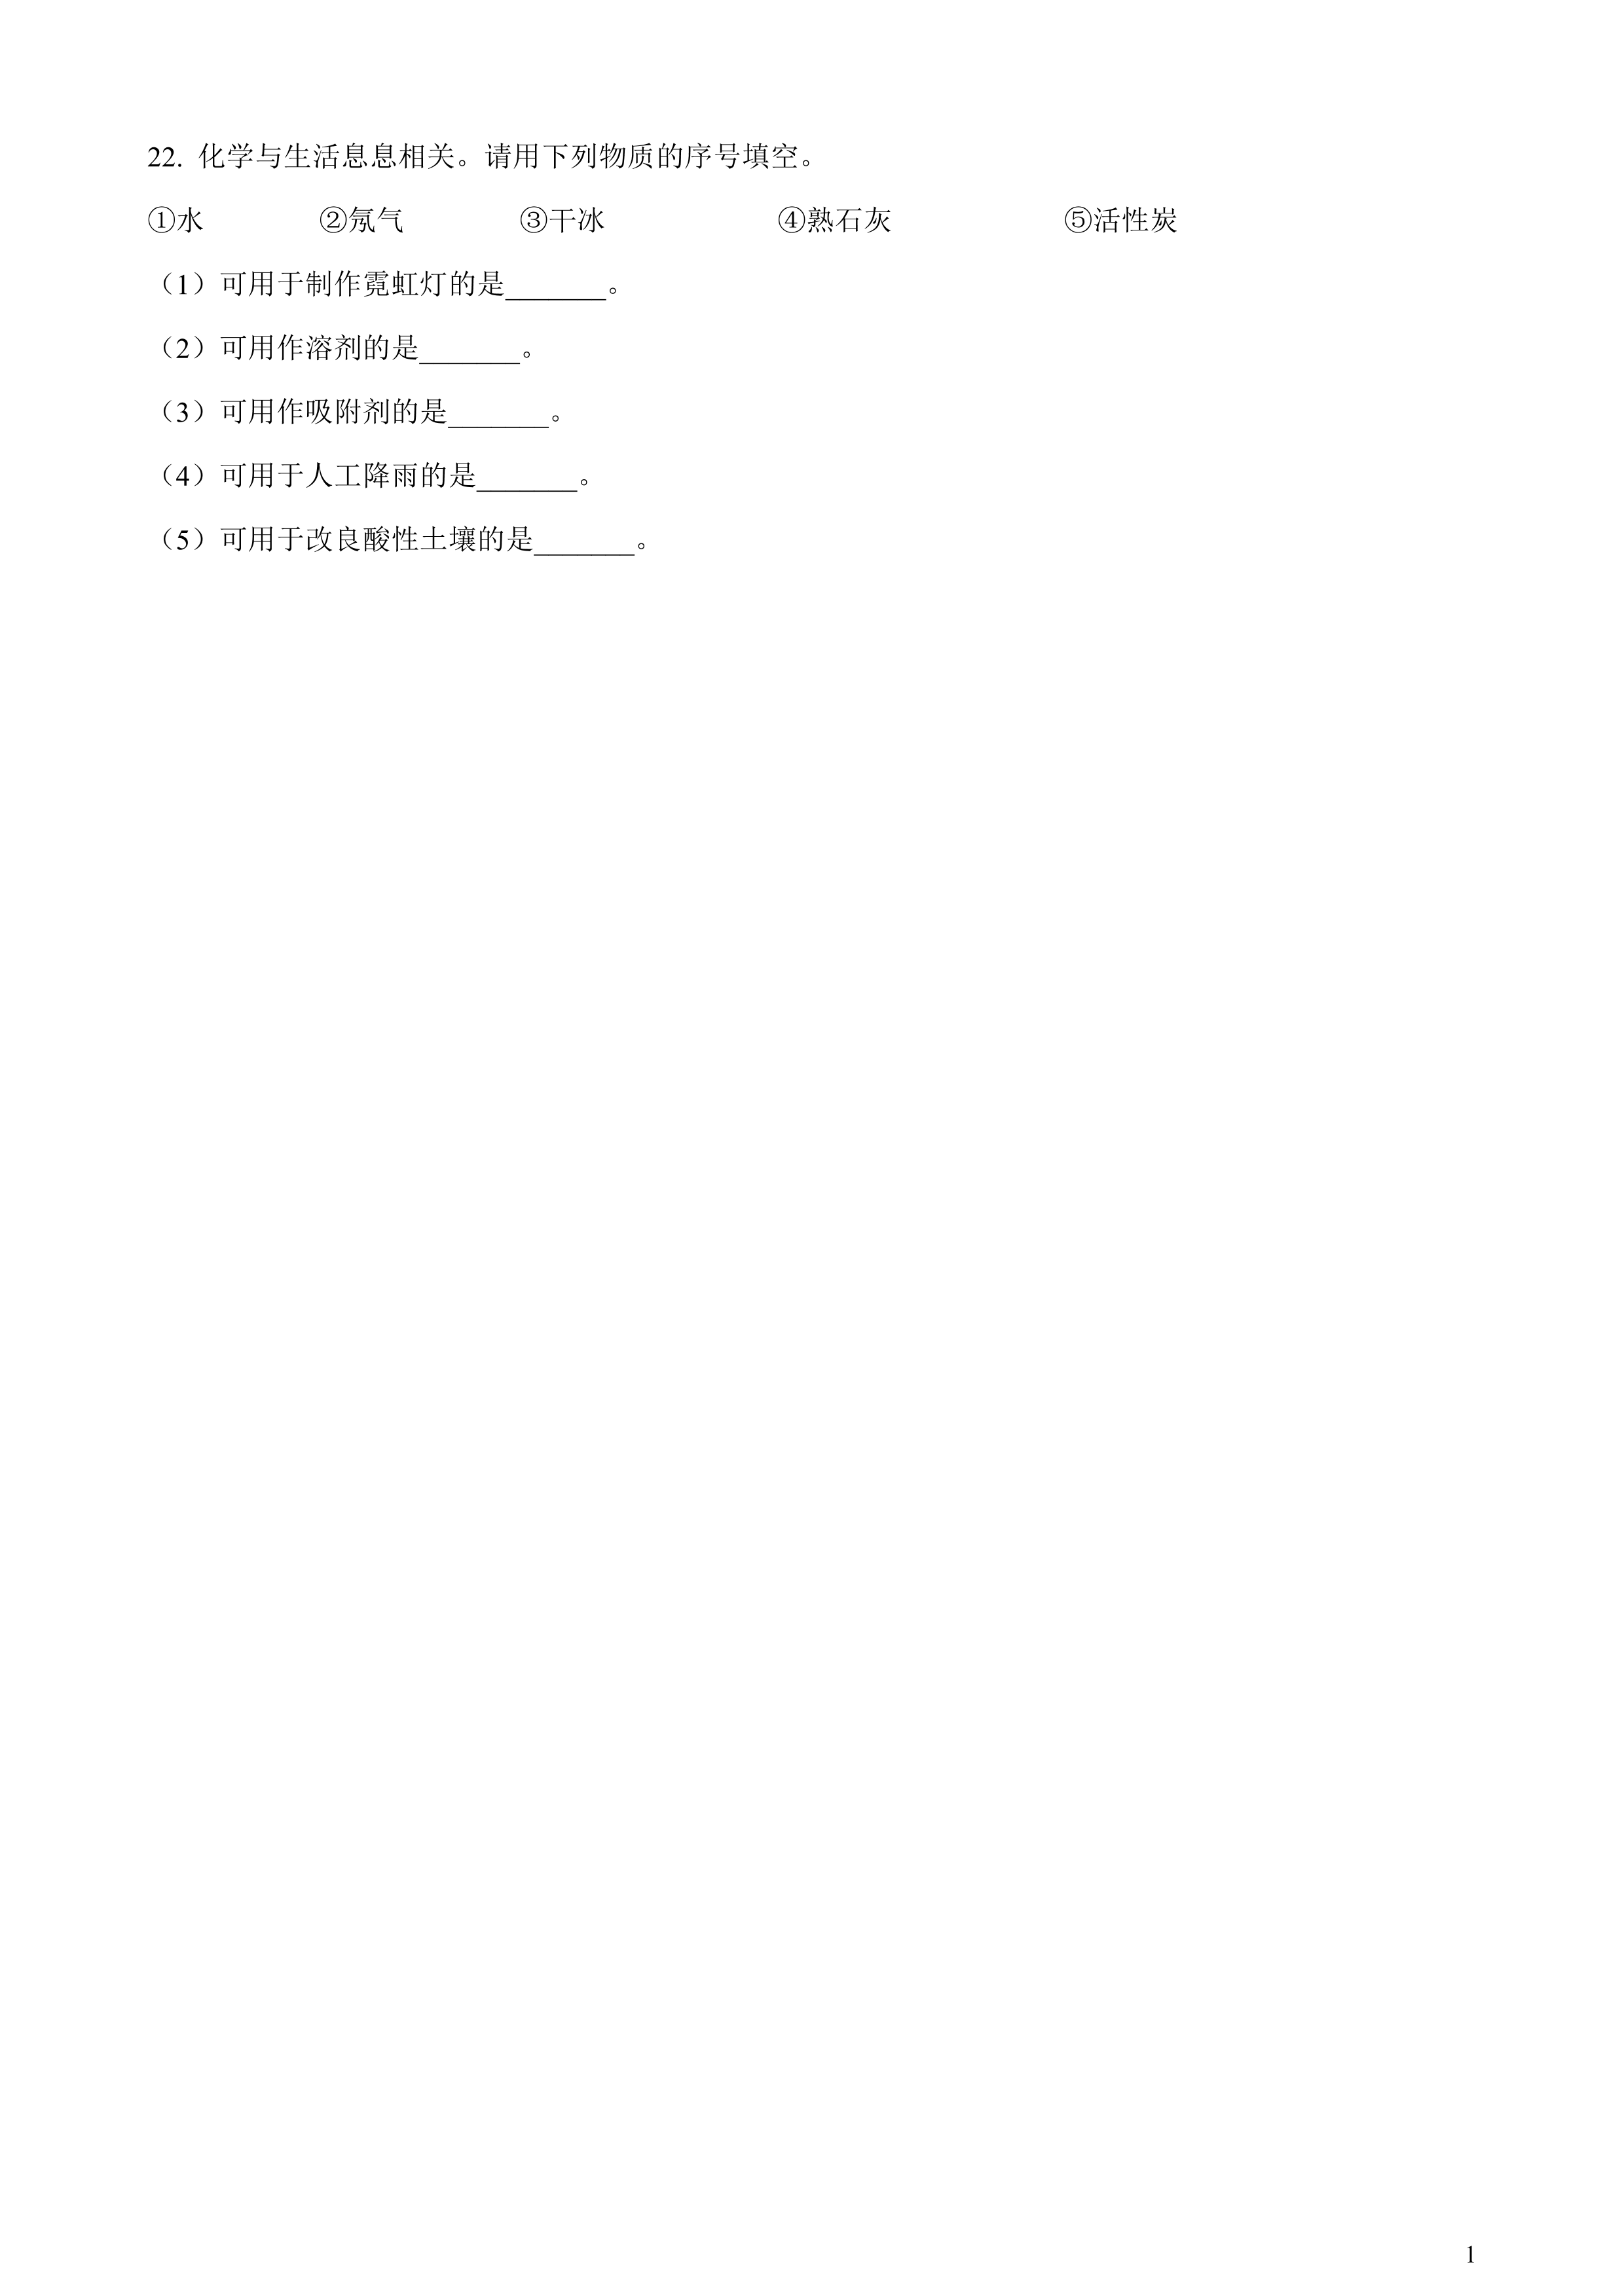 22. 化学与生活息息相关。请用下列物质的序号填空。
①水 ②氖气 ③干冰 ④熟石灰 ⑤活性炭
（1）可用于制作霓虹灯的是_______。
（2）可用作溶剂的是_______。
（3）可用作吸附剂的是_______。
（4）可用于人工降雨的是_______。
（5）可用于改良酸性土壤的是_______。
1